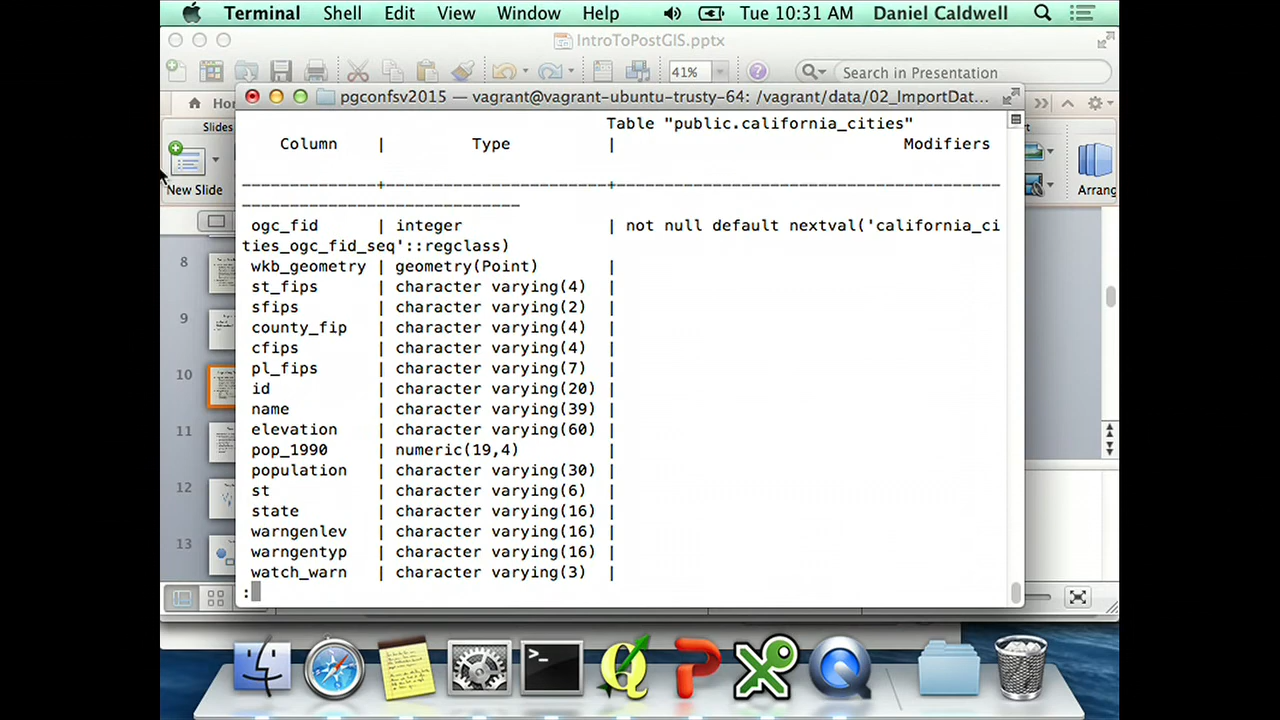 Terminal Shell Edit View Window Help Tue 10:31 AM Daniel Caldwell
IntroToPostGIS.pptx
41% Search in Presentation
Hor
pgconfsv2015 — vagrant@vagrant-ubuntu-trusty-64: /vagrant/data/02_ImportDat...
Slides
New Slide
Arrang
8
9
10
11
12
13
Table "public.california_cities"
Column | Type | Modifiers
---------------+-----------------------+----------------------------------------
-----------------------------
ogc_fid | integer | not null default nextval('california_ci
ties_ogc_fid_seq'::regclass)
wkb_geometry | geometry(Point) |
st_fips | character varying(4) |
sfips | character varying(2) |
county_fip | character varying(4) |
cfips | character varying(4) |
pl_fips | character varying(7) |
id | character varying(20) |
name | character varying(39) |
elevation | character varying(60) |
pop_1990 | numeric(19,4) |
population | character varying(30) |
st | character varying(6) |
state | character varying(16) |
warngenlev | character varying(16) |
warngentyp | character varying(16) |
watch_warn | character varying(3) |
: